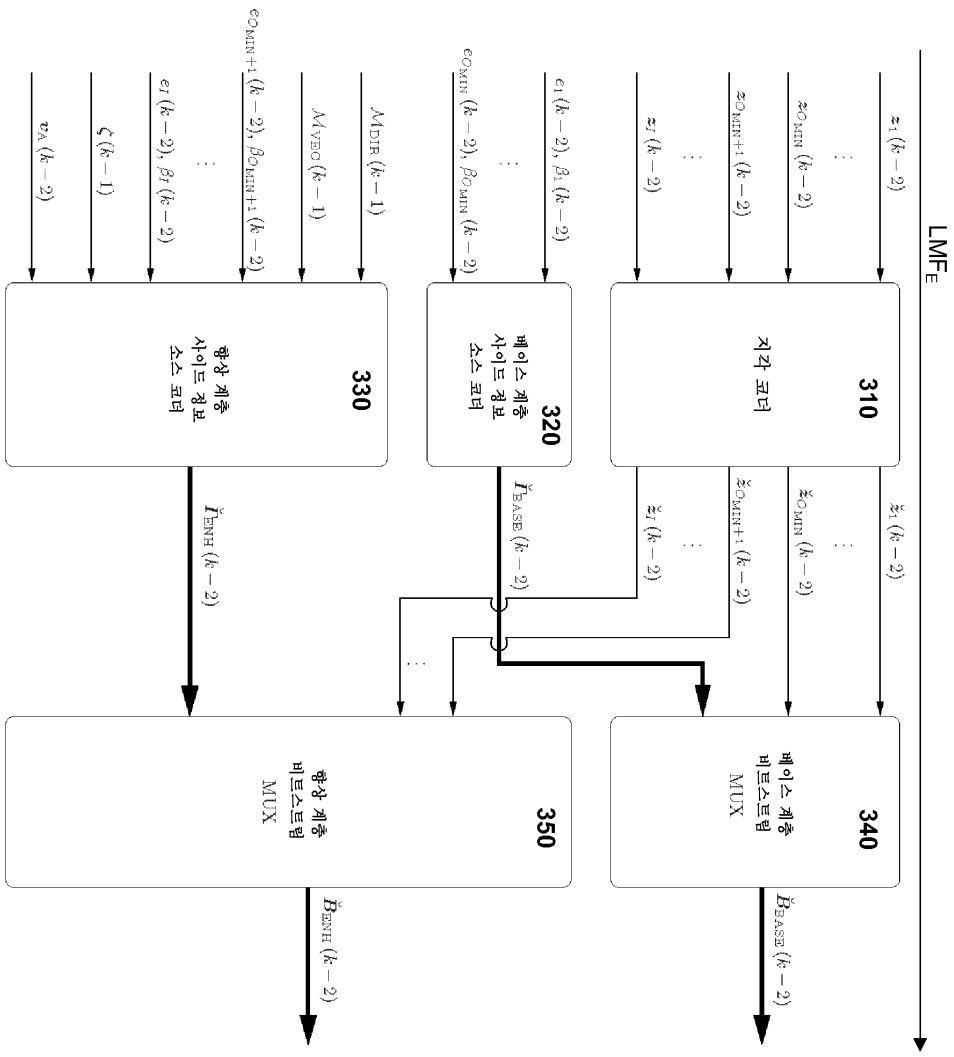 LMF_E
z_1(k − 2)
⋮
z_{O_MIN}(k − 2)
z_{O_MIN+1}(k − 2)
⋮
z_I(k − 2)
e_1(k − 2), β_1(k − 2)
⋮
e_{O_MIN}(k − 2), β_{O_MIN}(k − 2)
M_DIR(k − 1)
M_VEC(k − 1)
e_{O_MIN+1}(k − 2), β_{O_MIN+1}(k − 2)
⋮
e_I(k − 2), β_I(k − 2)
ζ(k − 1)
v_A(k − 2)
310
지각 코더
320
베이스 계층
사이드 정보
소스 코더
330
향상 계층
사이드 정보
소스 코더
ž_1(k − 2)
⋮
ž_{O_MIN}(k − 2)
ž_{O_MIN+1}(k − 2)
⋮
ž_I(k − 2)
Γ̌_BASE(k − 2)
Γ̌_ENH(k − 2)
⋮
340
베이스 계층
비트스트림
MUX
350
향상 계층
비트스트림
MUX
B̌_BASE(k − 2)
B̌_ENH(k − 2)